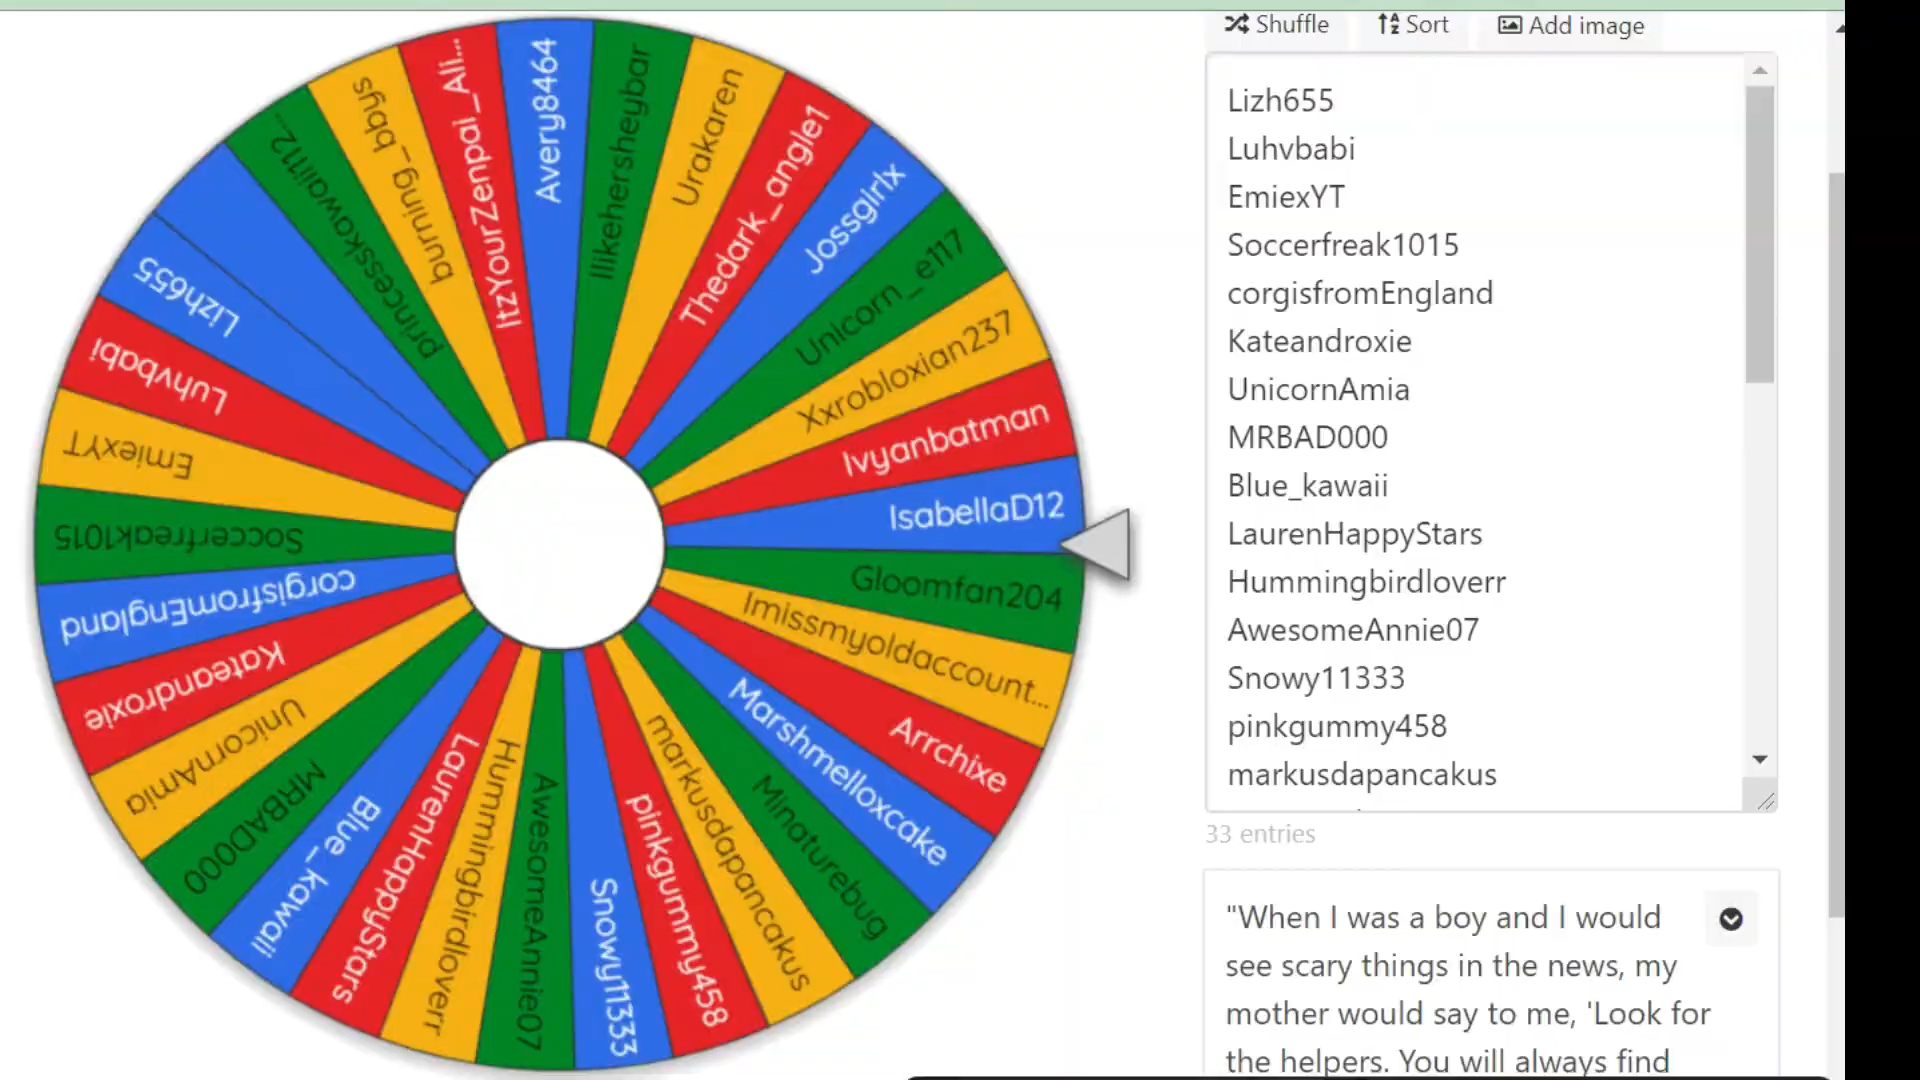 Shuffle
Sort
Add image
Lizh655
Luhvbabi
EmiexYT
Soccerfreak1015
corgisfromEngland
Kateandroxie
UnicornAmia
MRBAD000
Blue_kawaii
LaurenHappyStars
Hummingbirdloverr
AwesomeAnnie07
Snowy11333
pinkgummy458
markusdapancakus
33 entries
"When I was a boy and I would
see scary things in the news, my
mother would say to me, 'Look for
the helpers. You will always find
Avery8464
Ilikehersheybar
Urakaren
Thedark_angle1
Jossgirlx
Unicorn_e117
Xxrobloxian237
Ivyanbatman
IsabellaD12
Gloomfan204
Imissmyoldaccount...
Arrchixe
Marshmelloxcake
Minaturebug
markusdapancakus
pinkgummy458
Snowy11333
AwesomeAnnie07
Hummingbirdloverr
LaurenHappyStars
Blue_kawaii
MRBAD000
UnicornAmia
Kateandroxie
corgisfromEngland
Soccerfreak1015
EmiexYT
Luhvbabi
Lizh655
princesskawaii112...
burning_bbys
ItzYourZenpai_Ali...